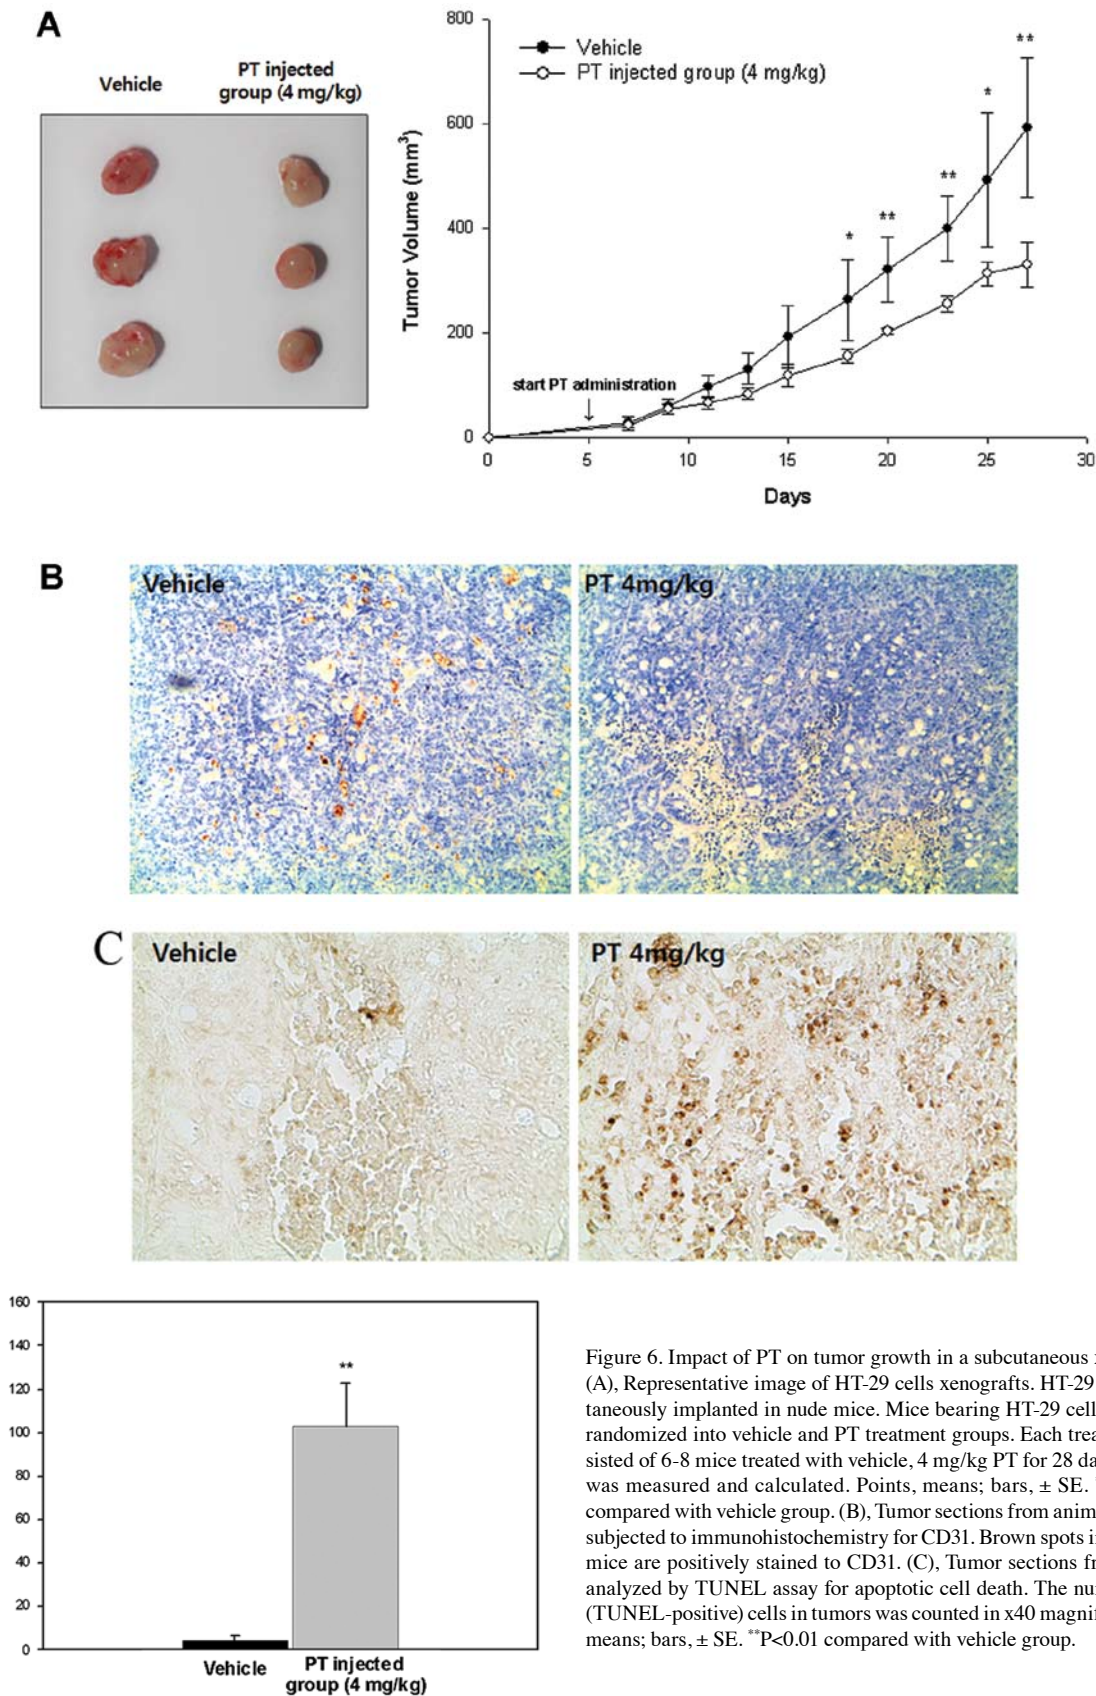 A
Vehicle
PT injected
group (4 mg/kg)
800
600
400
200
0
Tumor Volume (mm³)
Vehicle
PT injected group (4 mg/kg)
*
**
**
*
**
start PT administration
0 5 10 15 20 25 30
Days
B
Vehicle
PT 4mg/kg
C
Vehicle
PT 4mg/kg
160
140
120
100
80
60
40
20
0
**
Vehicle
PT injected
group (4 mg/kg)
Figure 6. Impact of PT on tumor growth in a subcutaneous
(A), Representative image of HT-29 cells xenografts. HT-29
taneously implanted in nude mice. Mice bearing HT-29 cell
randomized into vehicle and PT treatment groups. Each trea
sisted of 6-8 mice treated with vehicle, 4 mg/kg PT for 28 da
was measured and calculated. Points, means; bars, ± SE.
compared with vehicle group. (B), Tumor sections from anim
subjected to immunohistochemistry for CD31. Brown spots i
mice are positively stained to CD31. (C), Tumor sections fr
analyzed by TUNEL assay for apoptotic cell death. The nu
(TUNEL-positive) cells in tumors was counted in x40 magnif
means; bars, ± SE. **P<0.01 compared with vehicle group.